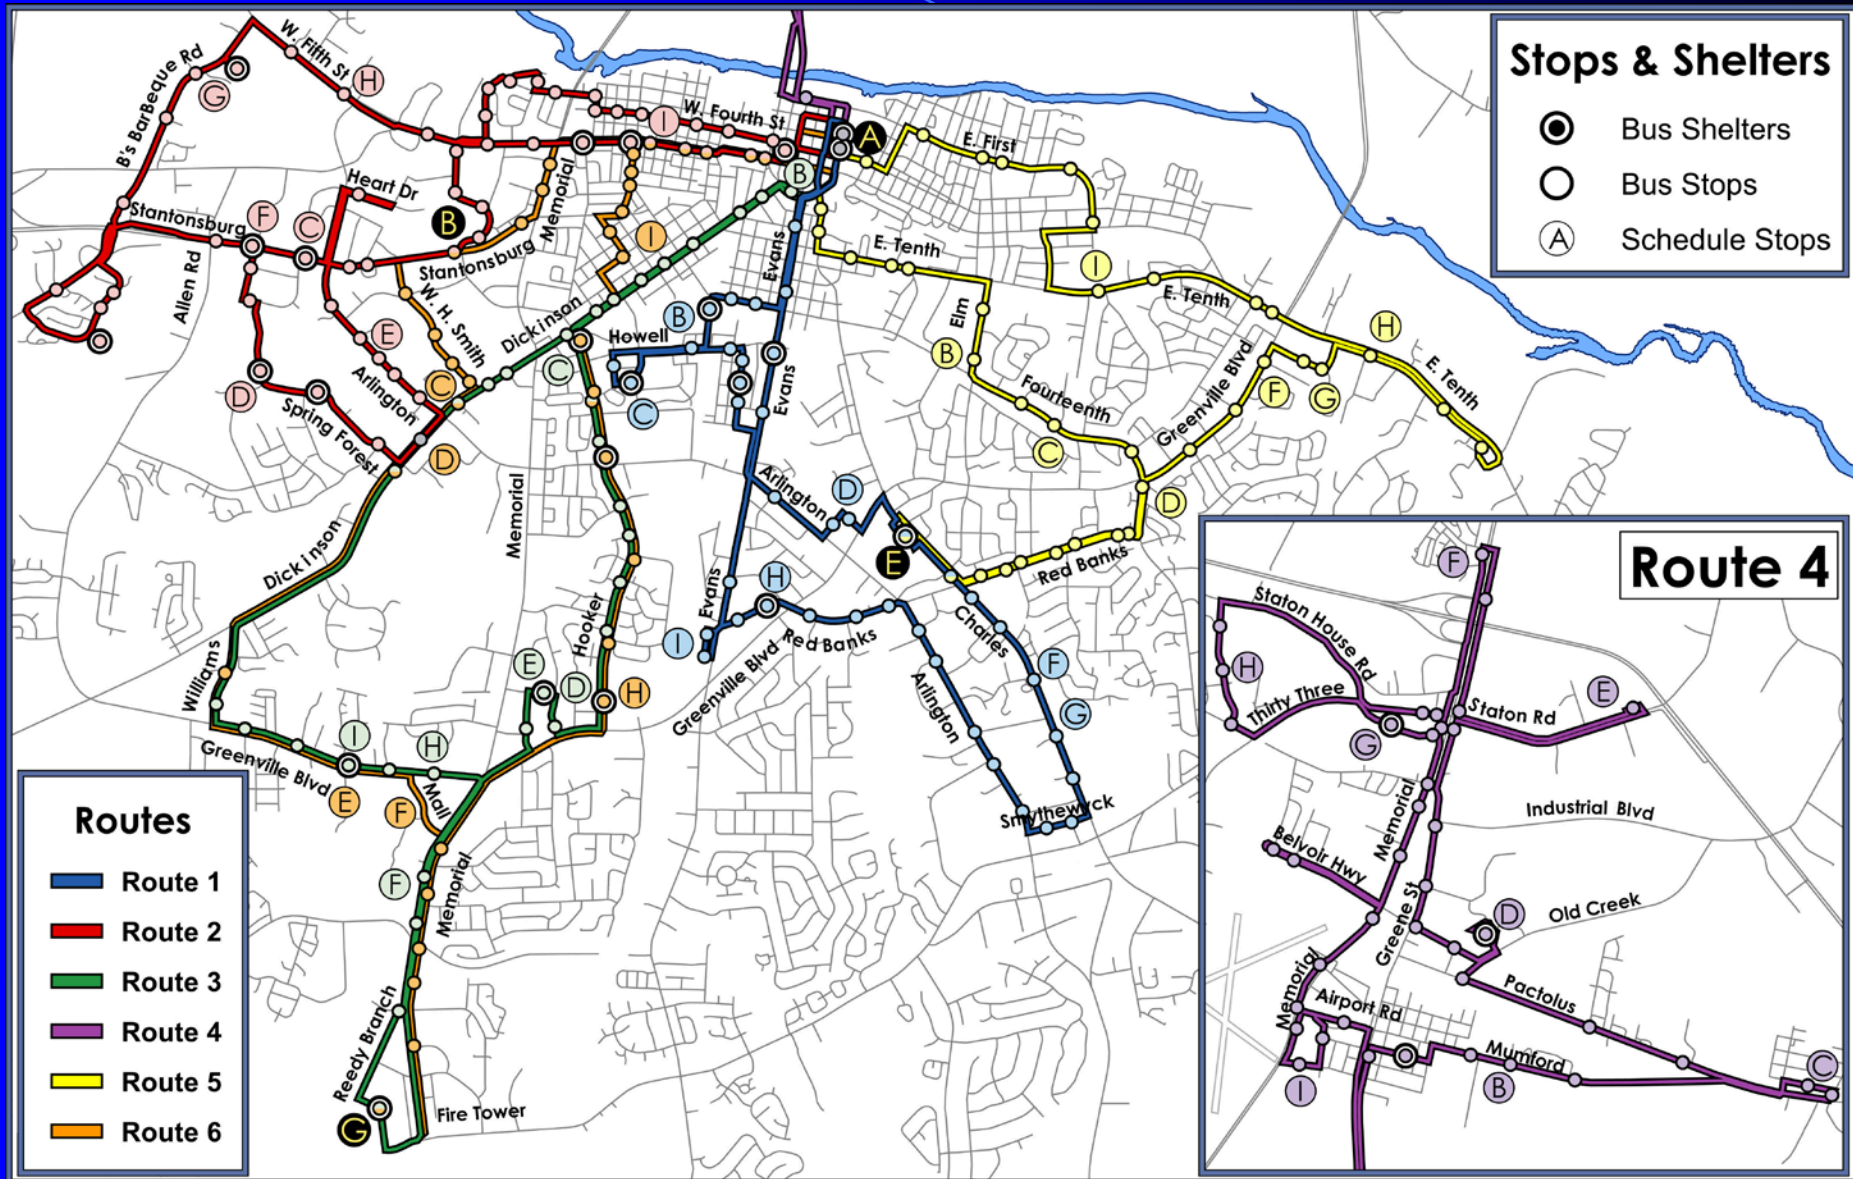 Stops & Shelters
Bus Shelters
Bus Stops
A
Schedule Stops
B's BarBeque Rd
G
W. Fifth St
H
I
W. Fourth St
A
E. First
B
Heart Dr
Stantonsburg
F
C
B
Memorial
Stantonsburg
I
Evans
E. Tenth
I
E. Tenth
Allen Rd
W. H. Smith
E
Dickinson
Howell
B
C
Elm
B
H
E. Tenth
D
Spring Forest
Arlington
C
C
Evans
Fourteenth
C
Greenville Blvd
F
G
D
Memorial
Arlington
D
D
E
Red Banks
Dickinson
Evans
H
I
Red Banks
Charles
F
G
Hooker
Williams
E
D
H
Greenville Blvd
Arlington
Smythewyck
Greenville Blvd
I
H
E
F
Mall
F
Memorial
Reedy Branch
G
Fire Tower
Routes
Route 1
Route 2
Route 3
Route 4
Route 5
Route 6
Route 4
F
Staton House Rd
H
Thirty Three
G
Staton Rd
E
Memorial
Industrial Blvd
Belvoir Hwy
Greene St
D
Old Creek
Memorial
Airport Rd
Pactolus
I
Mumford
B
C